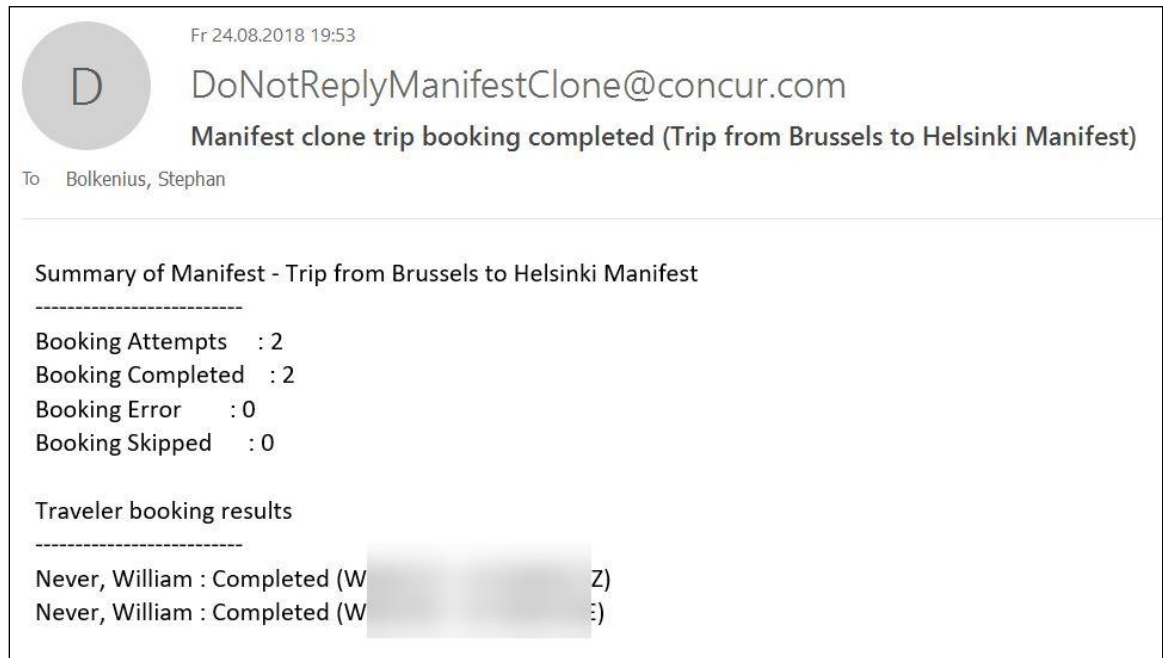 D
Fr 24.08.2018 19:53
DoNotReplyManifestClone@concur.com
Manifest clone trip booking completed (Trip from Brussels to Helsinki Manifest)
To Bolkenius, Stephan
Summary of Manifest - Trip from Brussels to Helsinki Manifest
--------------------------
Booking Attempts : 2
Booking Completed : 2
Booking Error : 0
Booking Skipped : 0
Traveler booking results
--------------------------
Never, William : Completed (W Z)
Never, William : Completed (W E)